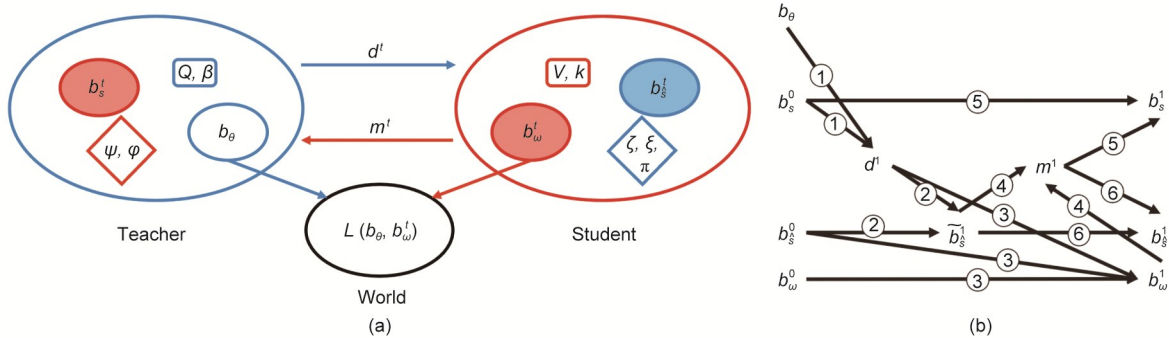 d^t
Q, β
b_s^t
b_θ
ψ, φ
Teacher
m^t
V, k
b_ŝ^t
b_ω^t
ζ, ξ,
π
Student
L (b_θ, b_ω^t)
World
(a)
b_θ
①
b_s^0
⑤
b_s^1
①
d^1
m^1
⑤
②
④
⑥
③
④
b_ŝ^0
②
b̃_ŝ^1
⑥
b_ŝ^1
③
b_ω^0
③
b_ω^1
(b)